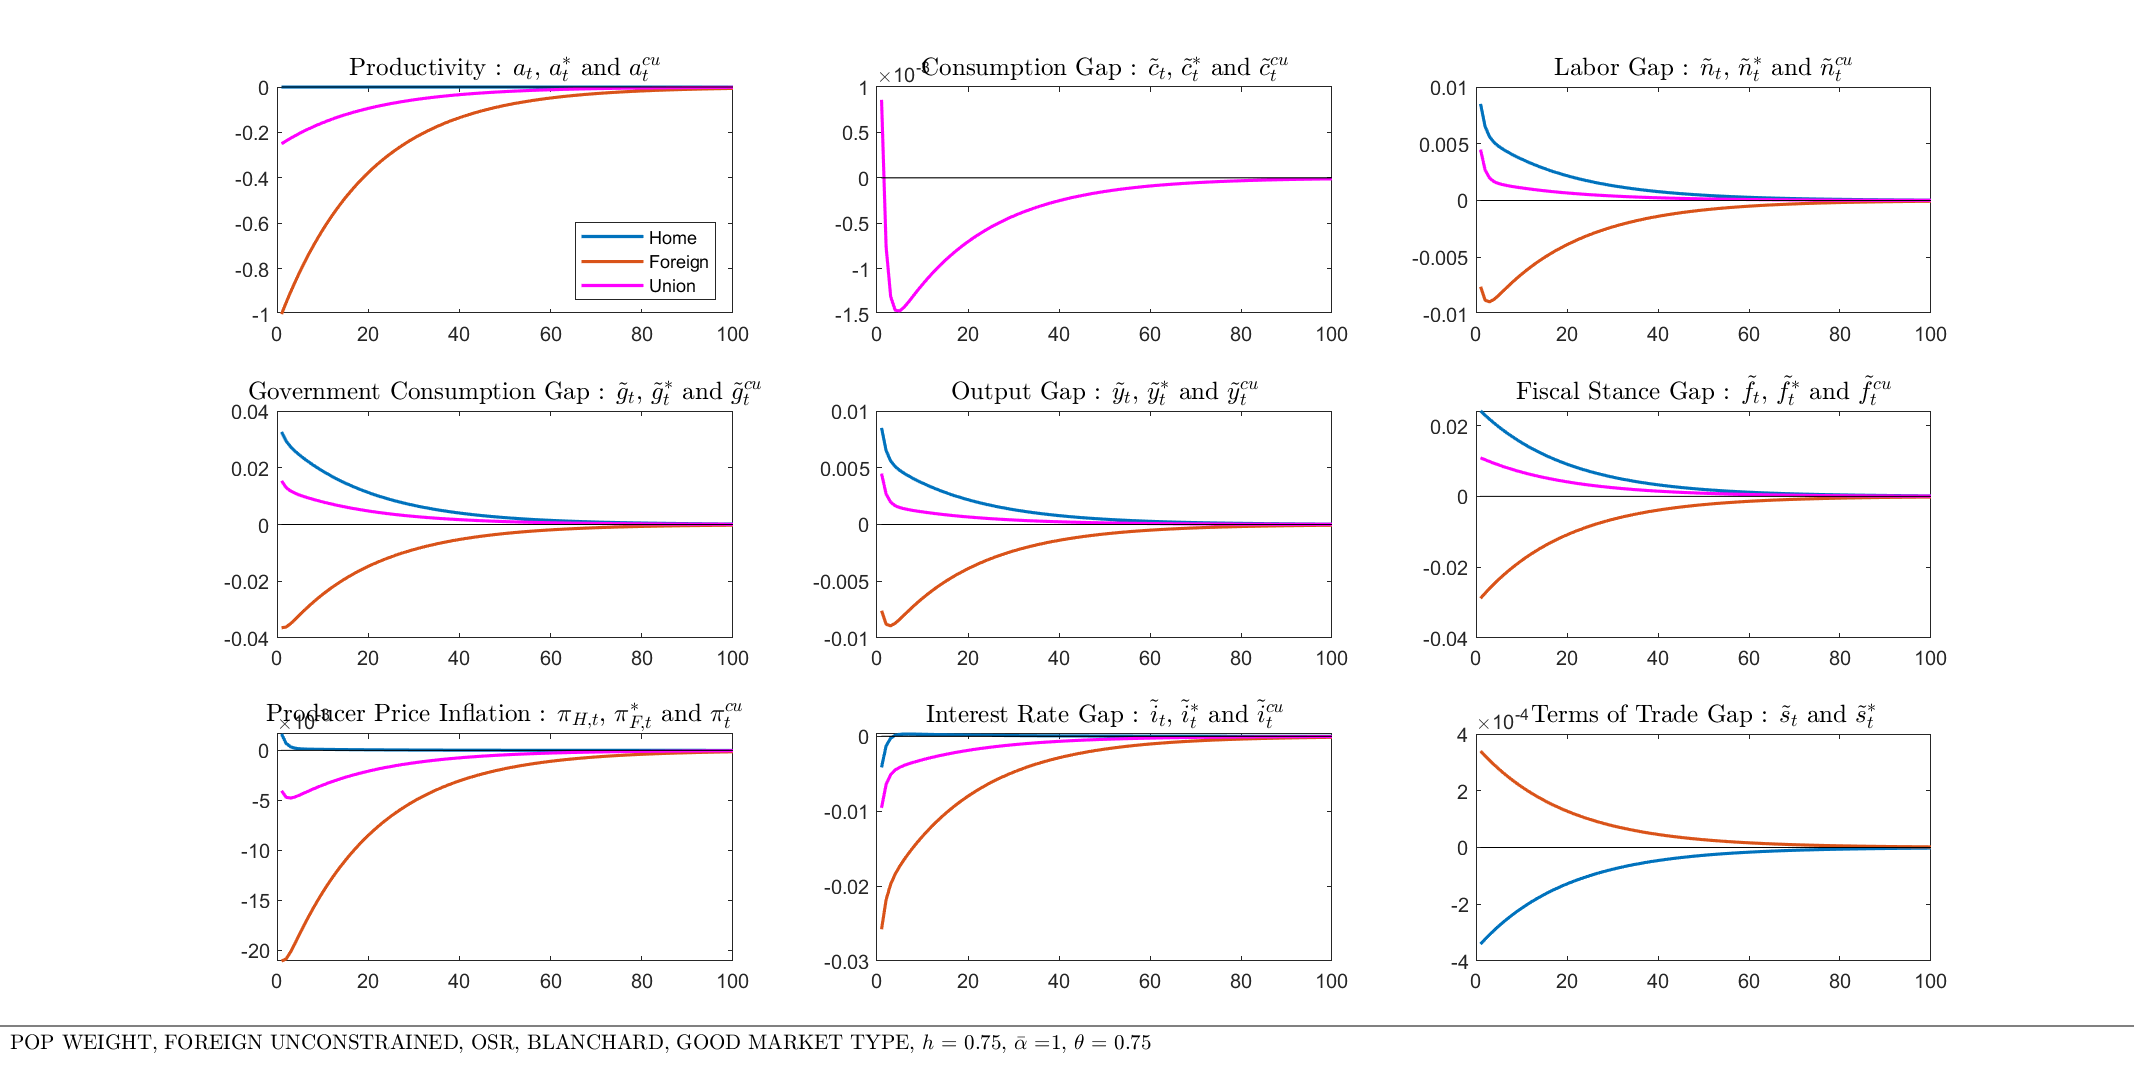 Productivity : a_t, a_t^* and a_t^{cu}
0
-0.2
-0.4
-0.6
-0.8
-1
0 20 40 60 80 100
Home
Foreign
Union
×10^{-3}
Consumption Gap : c̃_t, c̃_t^* and c̃_t^{cu}
1
0.5
0
-0.5
-1
-1.5
0 20 40 60 80 100
Labor Gap : ñ_t, ñ_t^* and ñ_t^{cu}
0.01
0.005
0
-0.005
-0.01
0 20 40 60 80 100
Government Consumption Gap : g̃_t, g̃_t^* and g̃_t^{cu}
0.04
0.02
0
-0.02
-0.04
0 20 40 60 80 100
Output Gap : ỹ_t, ỹ_t^* and ỹ_t^{cu}
0.01
0.005
0
-0.005
-0.01
0 20 40 60 80 100
Fiscal Stance Gap : f̃_t, f̃_t^* and f̃_t^{cu}
0.02
0
-0.02
-0.04
0 20 40 60 80 100
Producer Price Inflation : π_{H,t}, π_{F,t}^* and π_t^{cu}
×10^{-3}
0
-5
-10
-15
-20
0 20 40 60 80 100
Interest Rate Gap : ĩ_t, ĩ_t^* and ĩ_t^{cu}
0
-0.01
-0.02
-0.03
0 20 40 60 80 100
×10^{-4}
Terms of Trade Gap : s̃_t and s̃_t^*
4
2
0
-2
-4
0 20 40 60 80 100
POP WEIGHT, FOREIGN UNCONSTRAINED, OSR, BLANCHARD, GOOD MARKET TYPE, h = 0.75, ᾱ =1, θ = 0.75